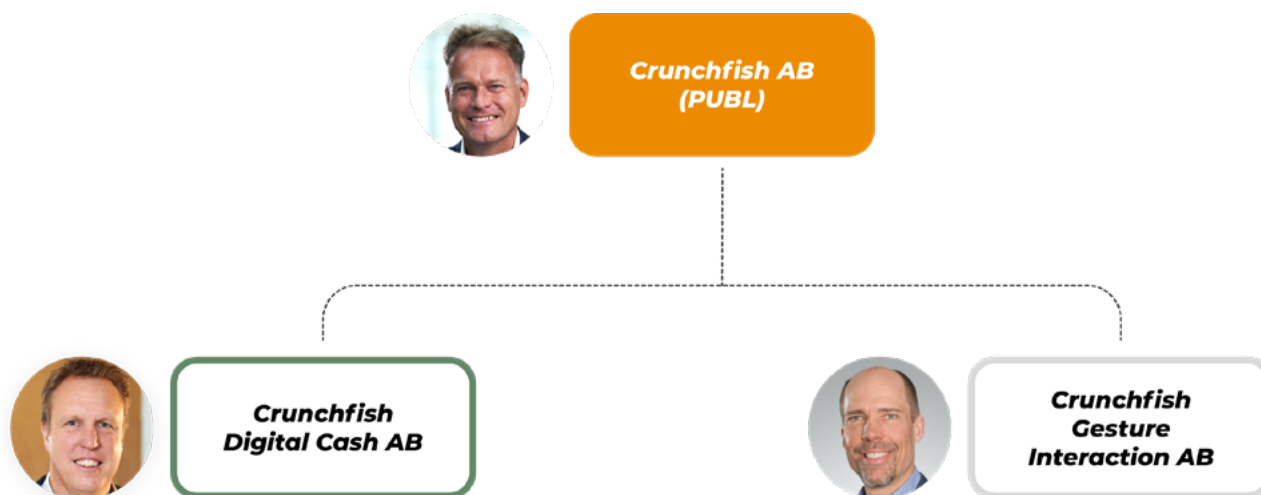 Crunchfish AB
(PUBL)
Crunchfish
Digital Cash AB
Crunchfish
Gesture
Interaction AB